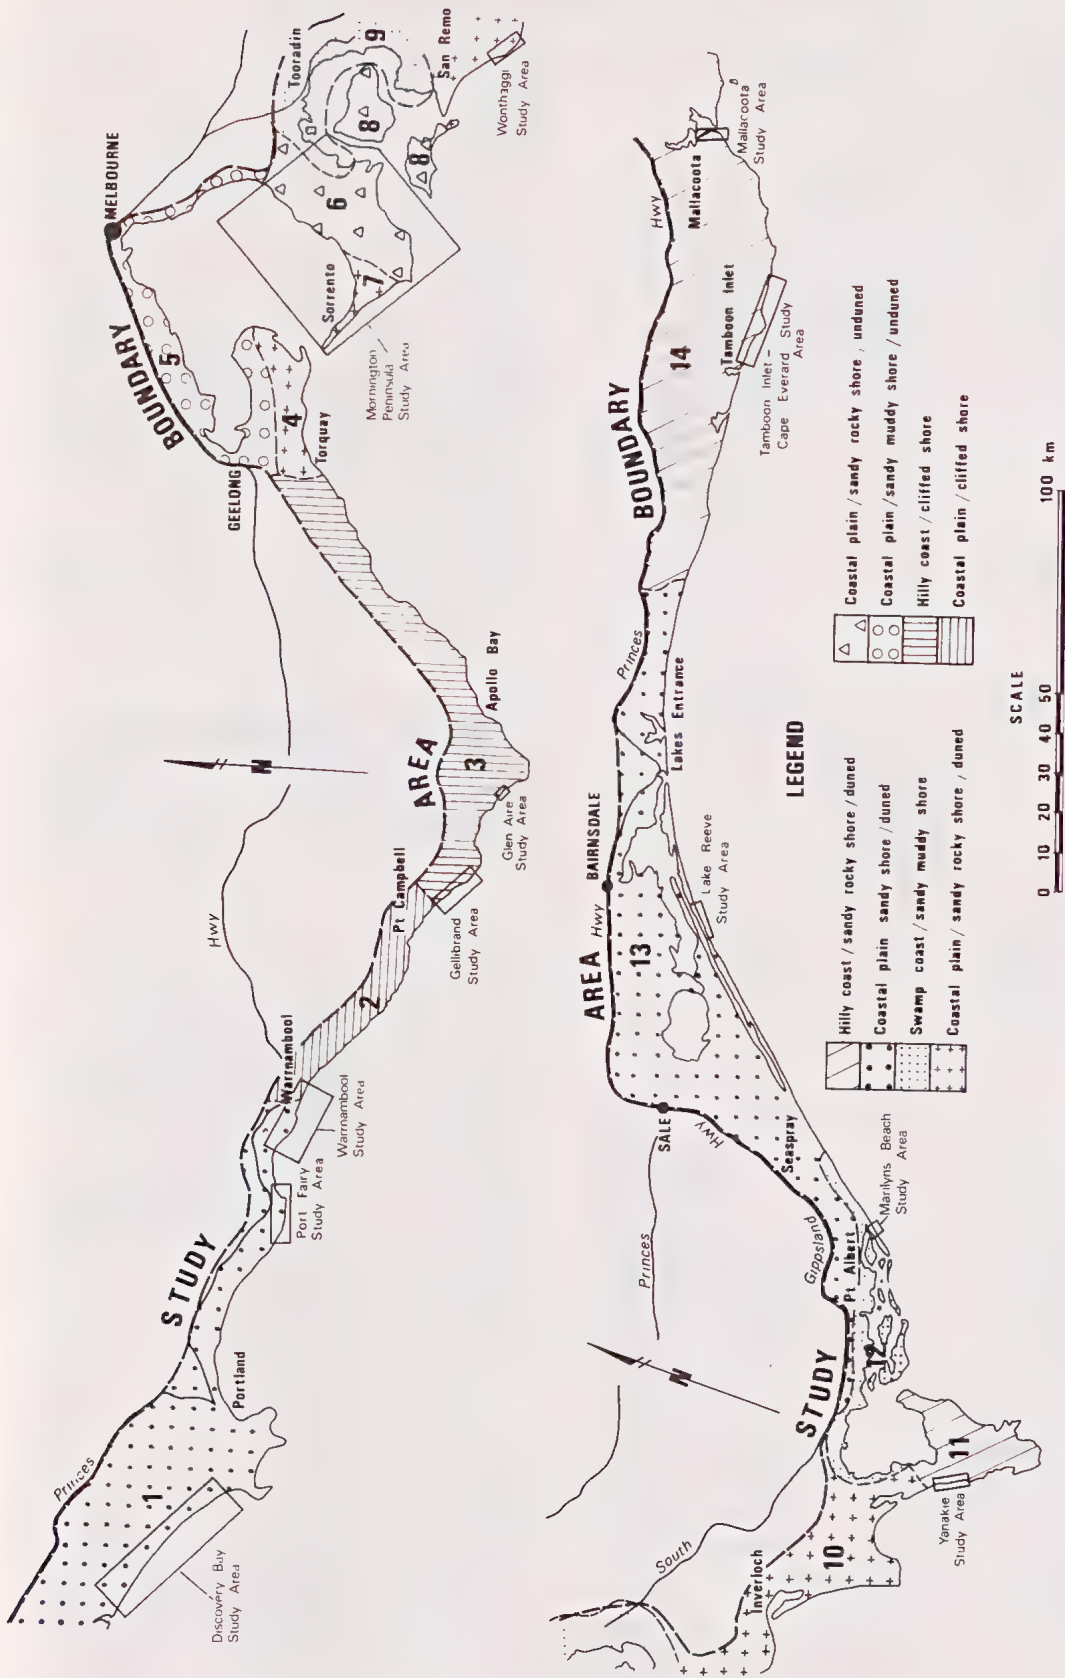 Princes
Hwy
STUDY
AREA
BOUNDARY
1
Discovery Bay
Study Area
Portland
Port Fairy
Study Area
Warrnambool
Warrnambool
Study Area
2
Pt Campbell
Gellibrand
Study Area
Glen Aire
Study Area
3
Apollo Bay
N
GEELONG
Torquay
4
5
MELBOURNE
Sorrento
Mornington
Peninsula
Study Area
6
7
8
8
Tooradin
9
San Remo
Wonthaggi
Study Area
South
Inverloch
10
Yanakie
Study Area
11
12
STUDY
AREA
BOUNDARY
Princes
N
Gippsland
Hwy
Pt Albert
Marilyns Beach
Study Area
Seaspray
SALE
13
Hwy
BAIRNSDALE
Lake Reeve
Study Area
Lakes Entrance
Princes
Hwy
14
Tamboon Inlet
Tamboon Inlet –
Cape Everard Study
Area
Mallacoota
Mallacoota
Study Area
LEGEND
Hilly coast / sandy rocky shore / duned
Coastal plain sandy shore / duned
Swamp coast / sandy muddy shore
Coastal plain / sandy rocky shore , duned
Coastal plain / sandy rocky shore , unduned
Coastal plain / sandy muddy shore / unduned
Hilly coast / cliffed shore
Coastal plain / cliffed shore
SCALE
0 10 20 30 40 50 100 km